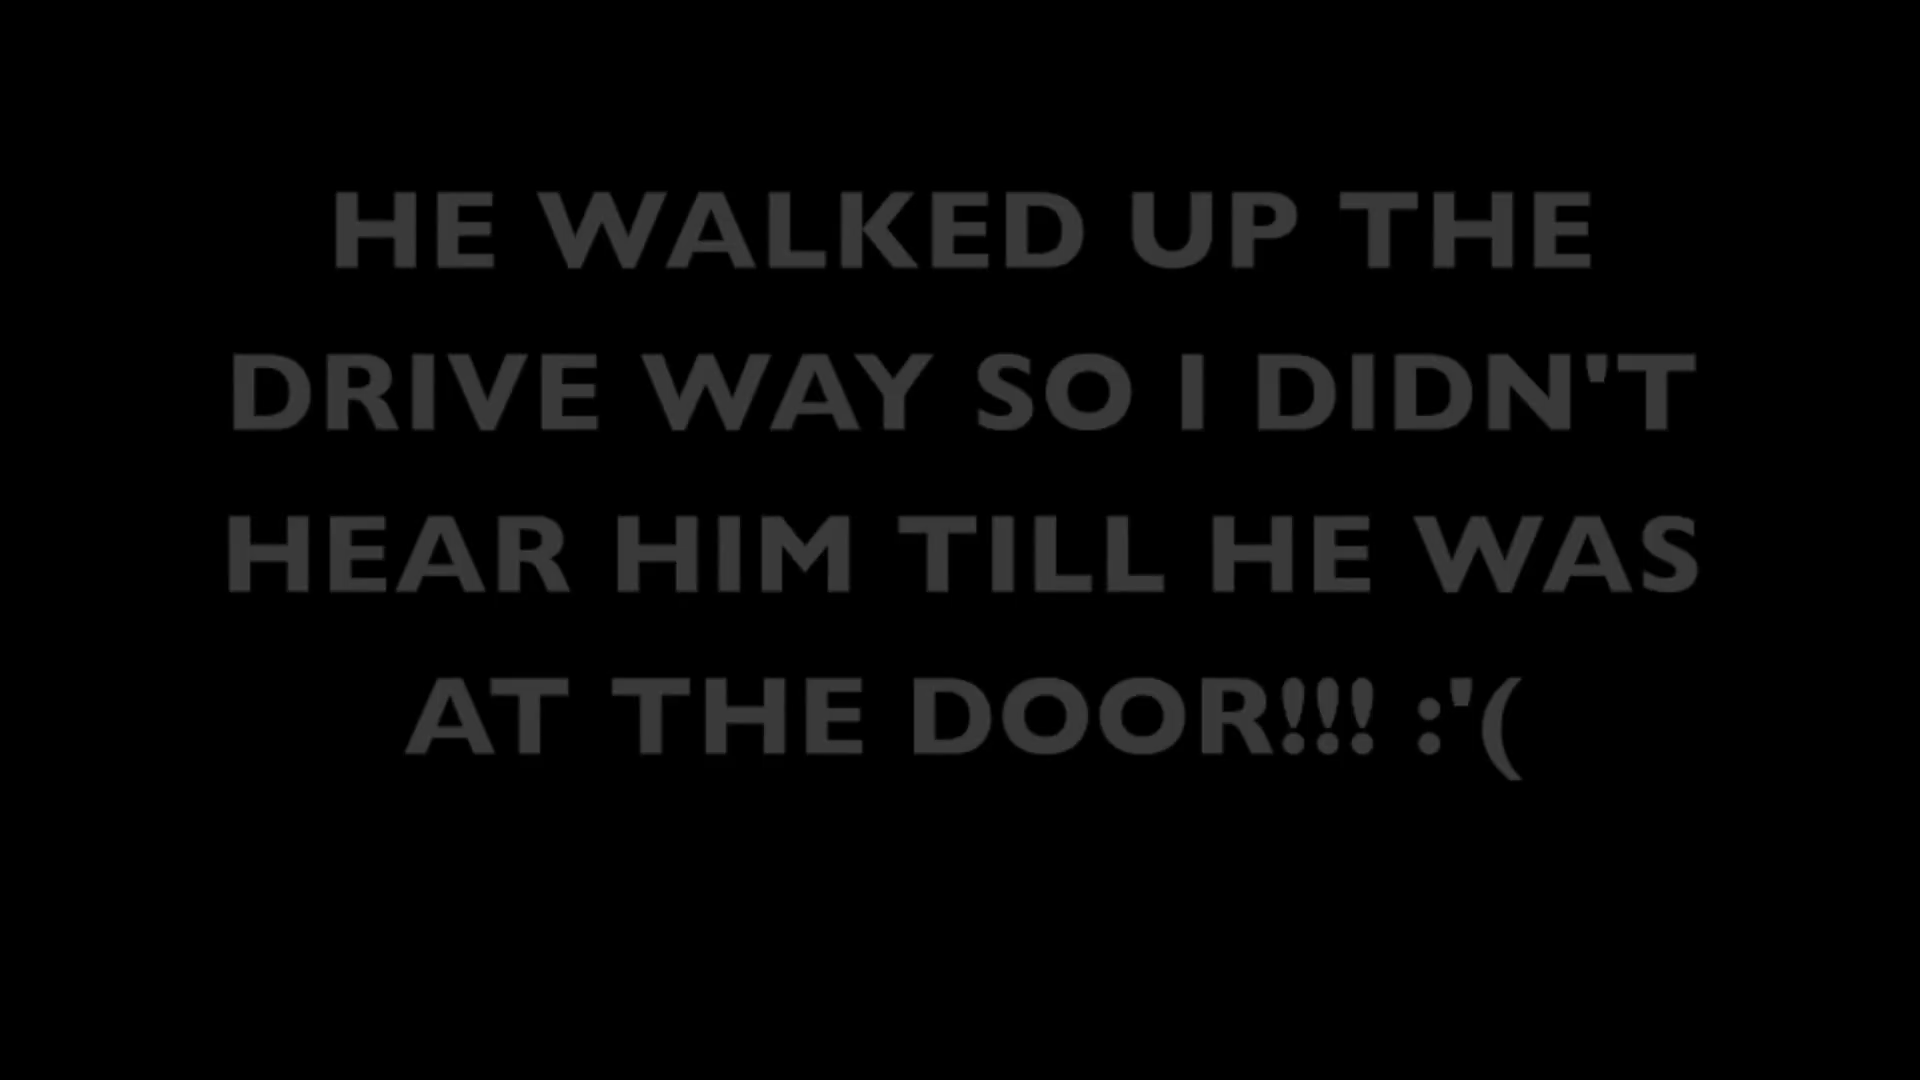 HE WALKED UP THE
DRIVE WAY SO I DIDN'T
HEAR HIM TILL HE WAS
AT THE DOOR!!! :'(